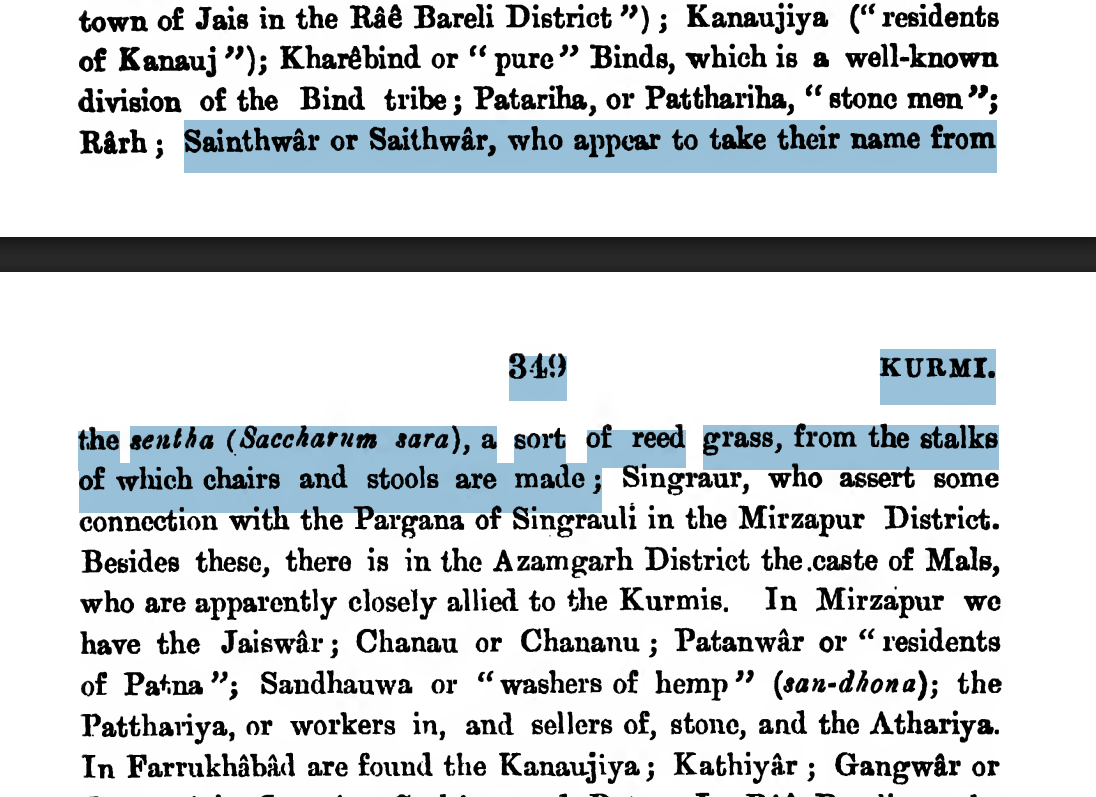 town of Jais in the Râê Bareli District”) ; Kanaujiya (“ residents
of Kanauj ”); Kharêbind or “ pure ” Binds, which is a well-known
division of the Bind tribe ; Patariha, or Patthariha, “ stone men ”;
Rârh ; Sainthwâr or Saithwâr, who appear to take their name from
349 KURMI.
the sentha (Saccharum sara), a sort of reed grass, from the stalks
of which chairs and stools are made ; Singraur, who assert some
connection with the Pargana of Singrauli in the Mirzapur District.
Besides these, there is in the Azamgarh District the caste of Mals,
who are apparently closely allied to the Kurmis. In Mirzapur we
have the Jaiswâr ; Chanau or Chananu ; Patanwâr or “ residents
of Patna ”; Sandhauwa or “ washers of hemp ” (san-dhona); the
Patthariya, or workers in, and sellers of, stone, and the Athariya.
In Farrukhâbâd are found the Kanaujiya ; Kathiyâr ; Gangwâr or